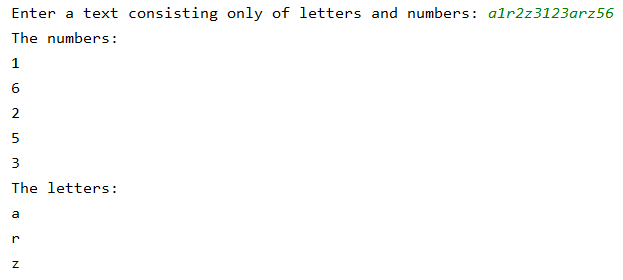 Enter a text consisting only of letters and numbers: a1r2z3123arz56
The numbers:
1
6
2
5
3
The letters:
a
r
z